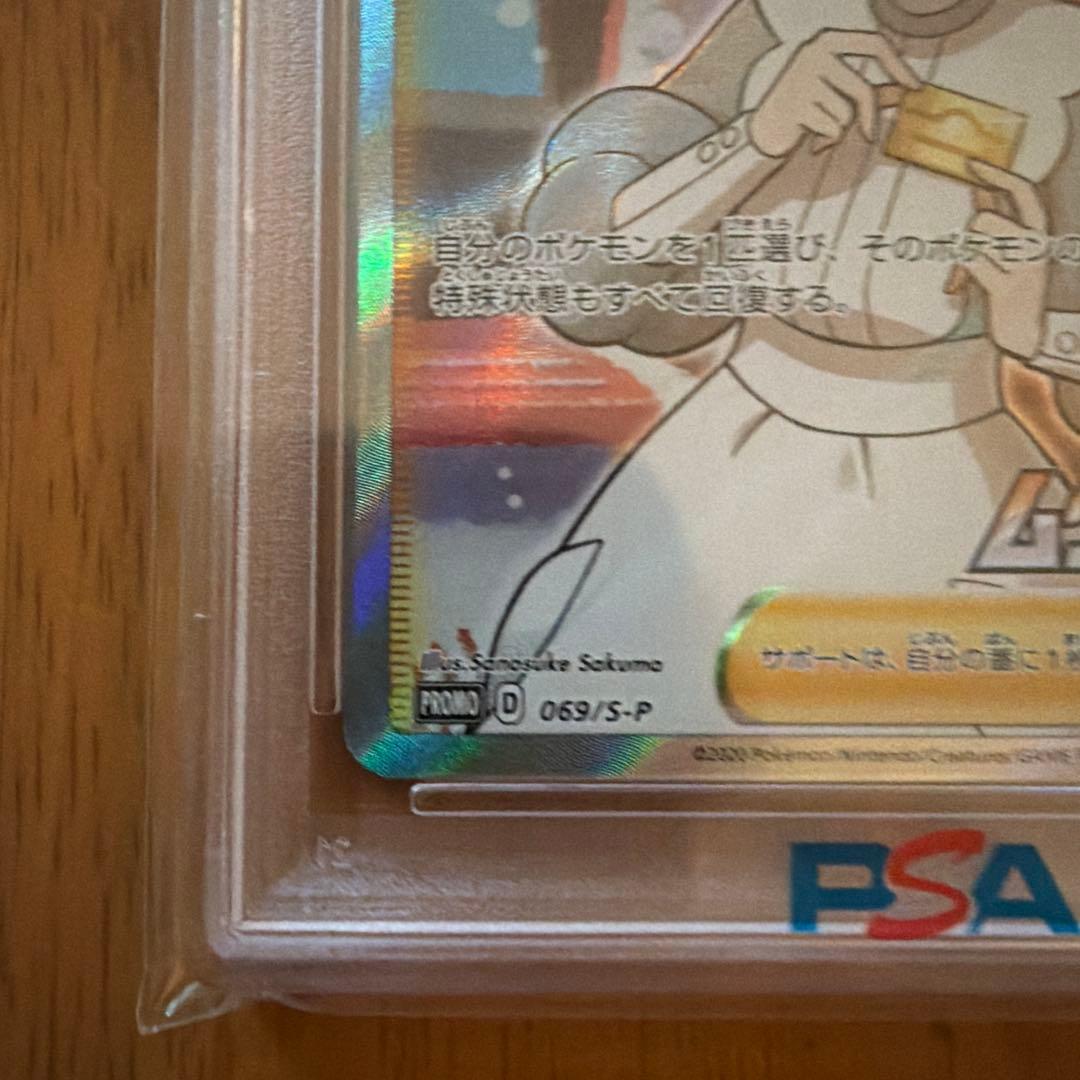 自分のポケモンを1匹選び、そのポケモンの
特殊状態もすべて回復する。
サポートは、自分の番に1
us.Sanosuke Sakuma
PROMO D 069/S-P
©2020 Pokémon/Nintendo/Creatures/GAME
PSA